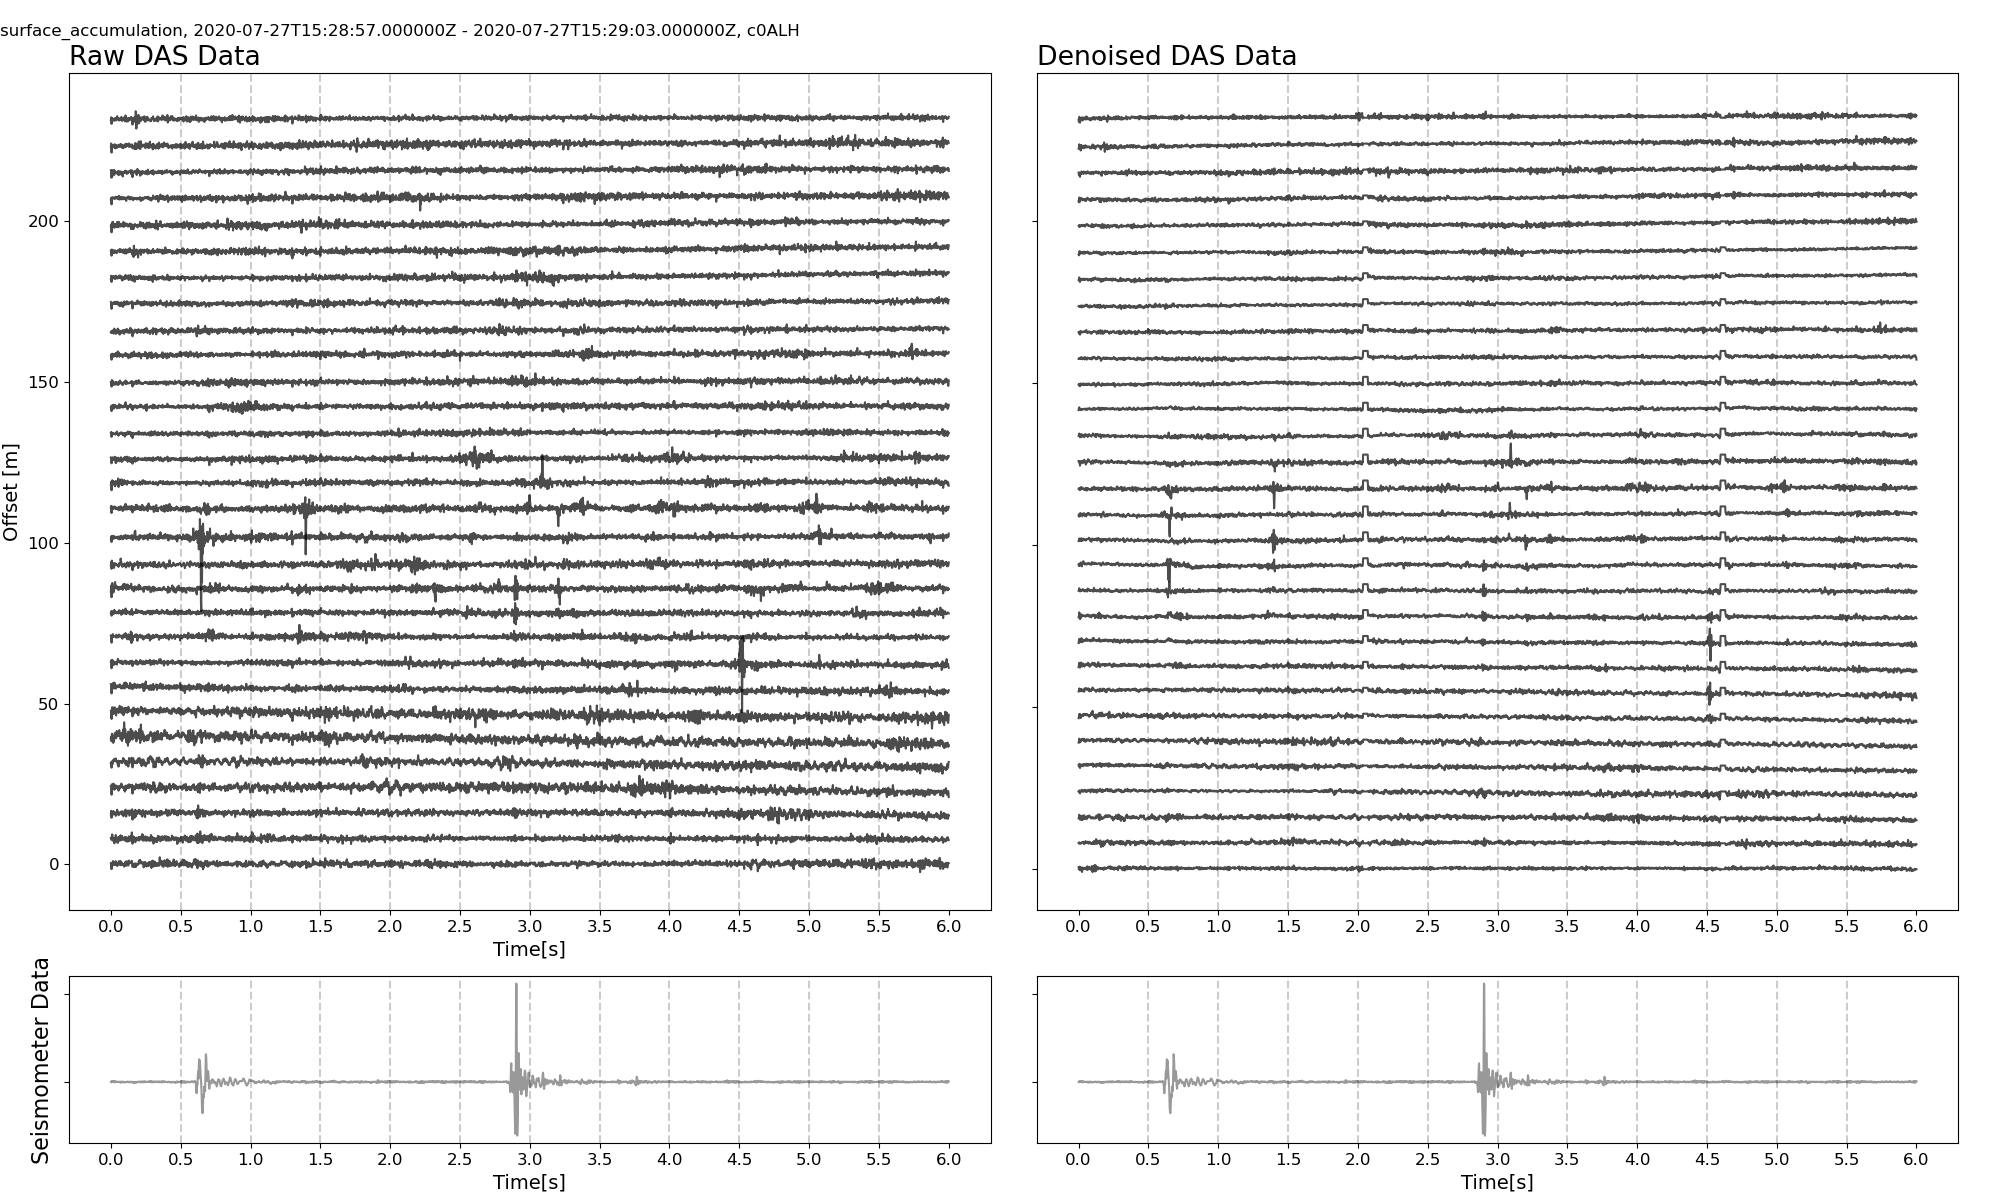 surface_accumulation, 2020-07-27T15:28:57.000000Z - 2020-07-27T15:29:03.000000Z, c0ALH
Raw DAS Data
Denoised DAS Data
Offset [m]
200
150
100
50
0
0.0 0.5 1.0 1.5 2.0 2.5 3.0 3.5 4.0 4.5 5.0 5.5 6.0
Time[s]
0.0 0.5 1.0 1.5 2.0 2.5 3.0 3.5 4.0 4.5 5.0 5.5 6.0
Seismometer Data
0.0 0.5 1.0 1.5 2.0 2.5 3.0 3.5 4.0 4.5 5.0 5.5 6.0
Time[s]
0.0 0.5 1.0 1.5 2.0 2.5 3.0 3.5 4.0 4.5 5.0 5.5 6.0
Time[s]